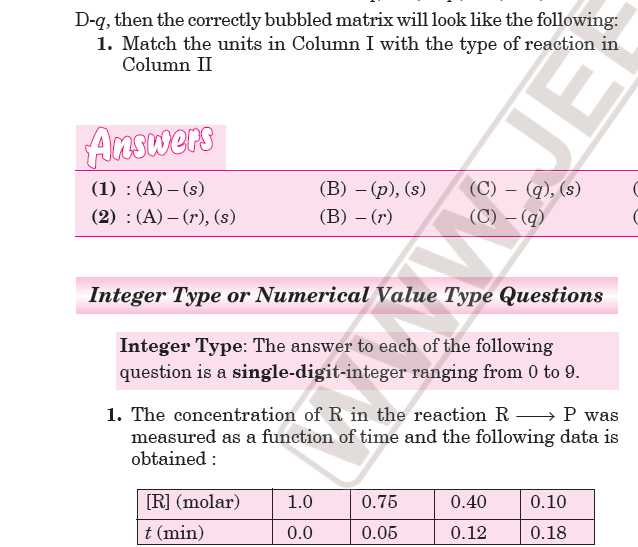 D-q, then the correctly bubbled matrix will look like the following:
1. Match the units in Column I with the type of reaction in
Column II
Answers
(1) : (A) – (s) (B) – (p), (s) (C) – (q), (s) (
(2) : (A) – (r), (s) (B) – (r) (C) – (q) (
Integer Type or Numerical Value Type Questions
Integer Type: The answer to each of the following
question is a single-digit-integer ranging from 0 to 9.
1. The concentration of R in the reaction R ⟶ P was
measured as a function of time and the following data is
obtained :
[R] (molar) 1.0 0.75 0.40 0.10
t (min) 0.0 0.05 0.12 0.18
WWW.JEE